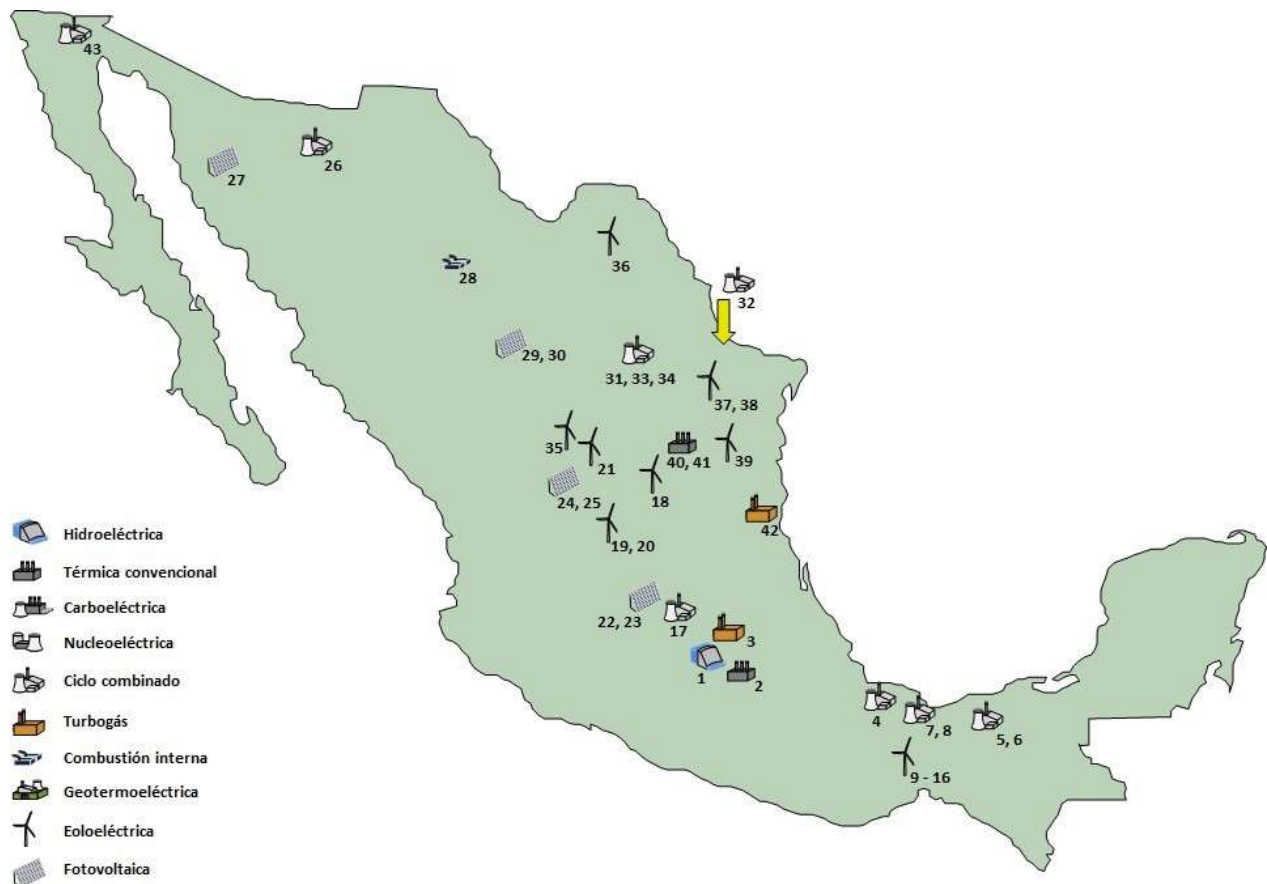 43
26
27
36
28
32
29, 30
31, 33, 34
37, 38
35
21
40, 41
39
24, 25
18
42
19, 20
22, 23
17
3
1
2
4
7, 8
5, 6
9 - 16
Hidroeléctrica
Térmica convencional
Carboeléctrica
Nucleoeléctrica
Ciclo combinado
Turbogás
Combustión interna
Geotermoeléctrica
Eoloeléctrica
Fotovoltaica